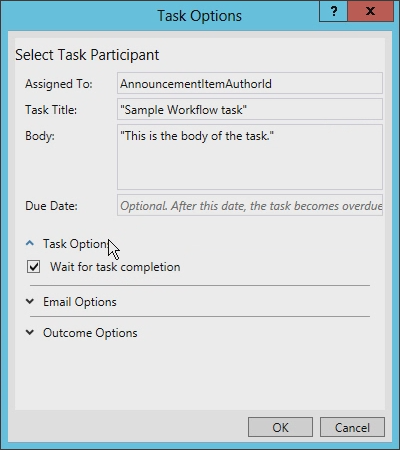 Task Options
? X
Select Task Participant
Assigned To: AnnouncementItemAuthorId
Task Title: "Sample Workflow task"
Body: "This is the body of the task."
Due Date: Optional. After this date, the task becomes overdue
Task Option
Wait for task completion
Email Options
Outcome Options
OK Cancel